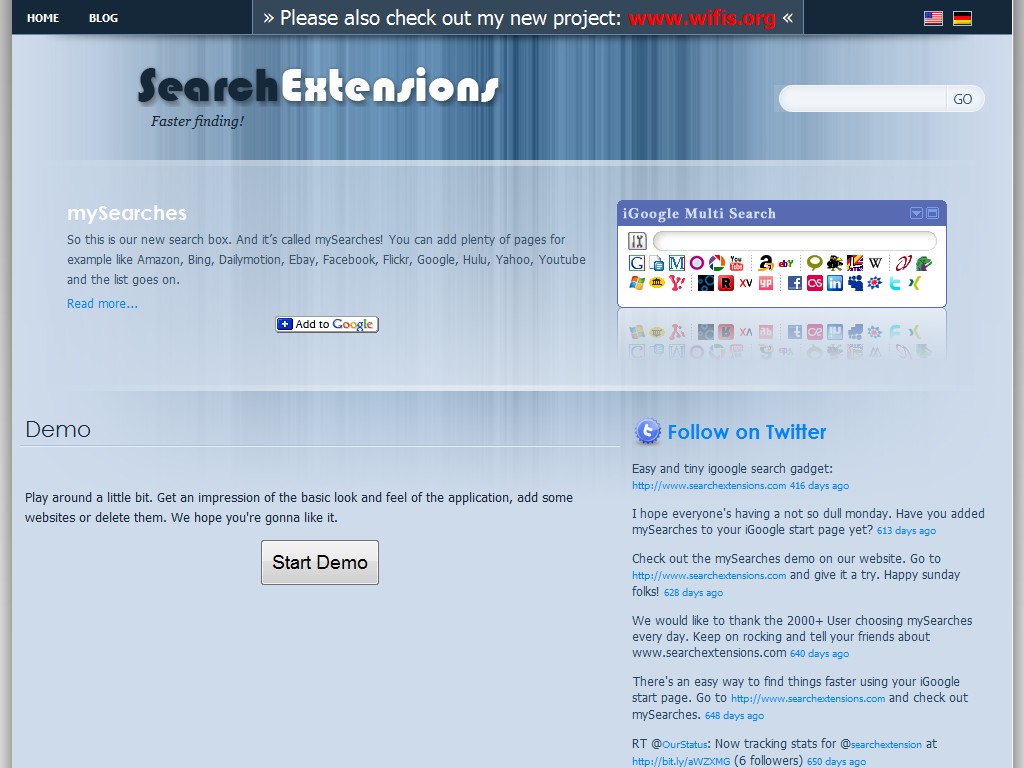 HOME BLOG » Please also check out my new project: www.wifis.org «
SearchExtensions
Faster finding!
GO
mySearches
So this is our new search box. And it's called mySearches! You can add plenty of pages for
example like Amazon, Bing, Dailymotion, Ebay, Facebook, Flickr, Google, Hulu, Yahoo, Youtube
and the list goes on.
Read more...
Add to Google
iGoogle Multi Search
Demo
Play around a little bit. Get an impression of the basic look and feel of the application, add some
websites or delete them. We hope you're gonna like it.
Start Demo
Follow on Twitter
Easy and tiny igoogle search gadget:
http://www.searchextensions.com 416 days ago
I hope everyone's having a not so dull monday. Have you added
mySearches to your iGoogle start page yet? 613 days ago
Check out the mySearches demo on our website. Go to
http://www.searchextensions.com and give it a try. Happy sunday
folks! 628 days ago
We would like to thank the 2000+ User choosing mySearches
every day. Keep on rocking and tell your friends about
www.searchextensions.com 640 days ago
There's an easy way to find things faster using your iGoogle
start page. Go to http://www.searchextensions.com and check out
mySearches. 648 days ago
RT @OurStatus: Now tracking stats for @searchextension at
http://bit.ly/aWZXMG (6 followers) 650 days ago